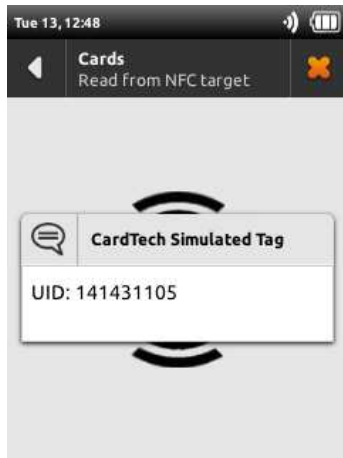 Tue 13, 12:48
Cards
Read from NFC target
CardTech Simulated Tag
UID: 141431105